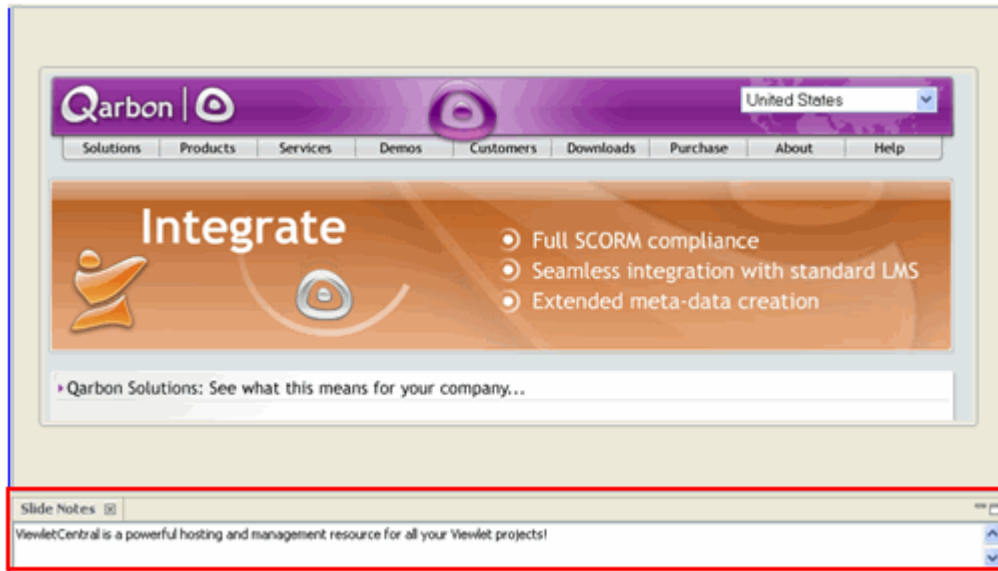 Qarbon
United States
Solutions Products Services Demos Customers Downloads Purchase About Help
Integrate
Full SCORM compliance
Seamless integration with standard LMS
Extended meta-data creation
Qarbon Solutions: See what this means for your company...
Slide Notes
ViewletCentral is a powerful hosting and management resource for all your Viewlet projects!